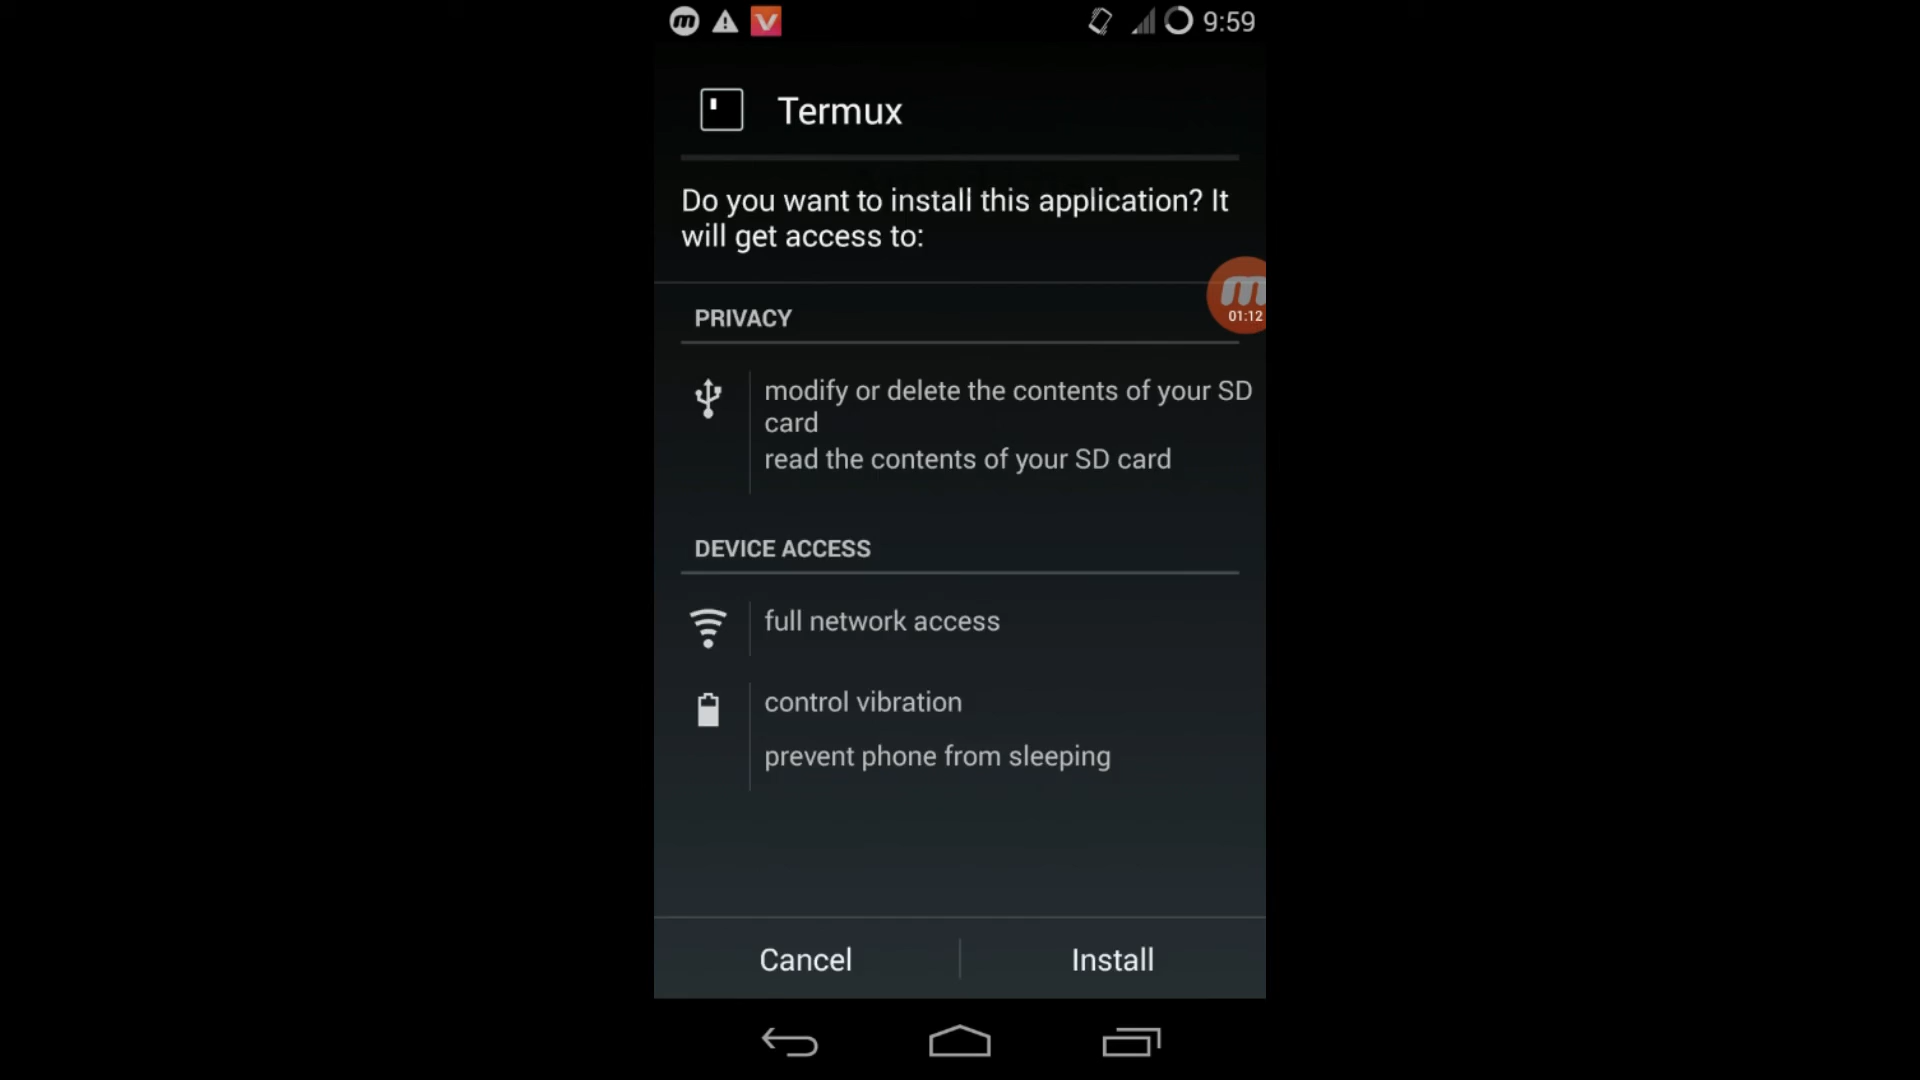 9:59
Termux
Do you want to install this application? It
will get access to:
PRIVACY
01:12
modify or delete the contents of your SD
card
read the contents of your SD card
DEVICE ACCESS
full network access
control vibration
prevent phone from sleeping
Cancel
Install